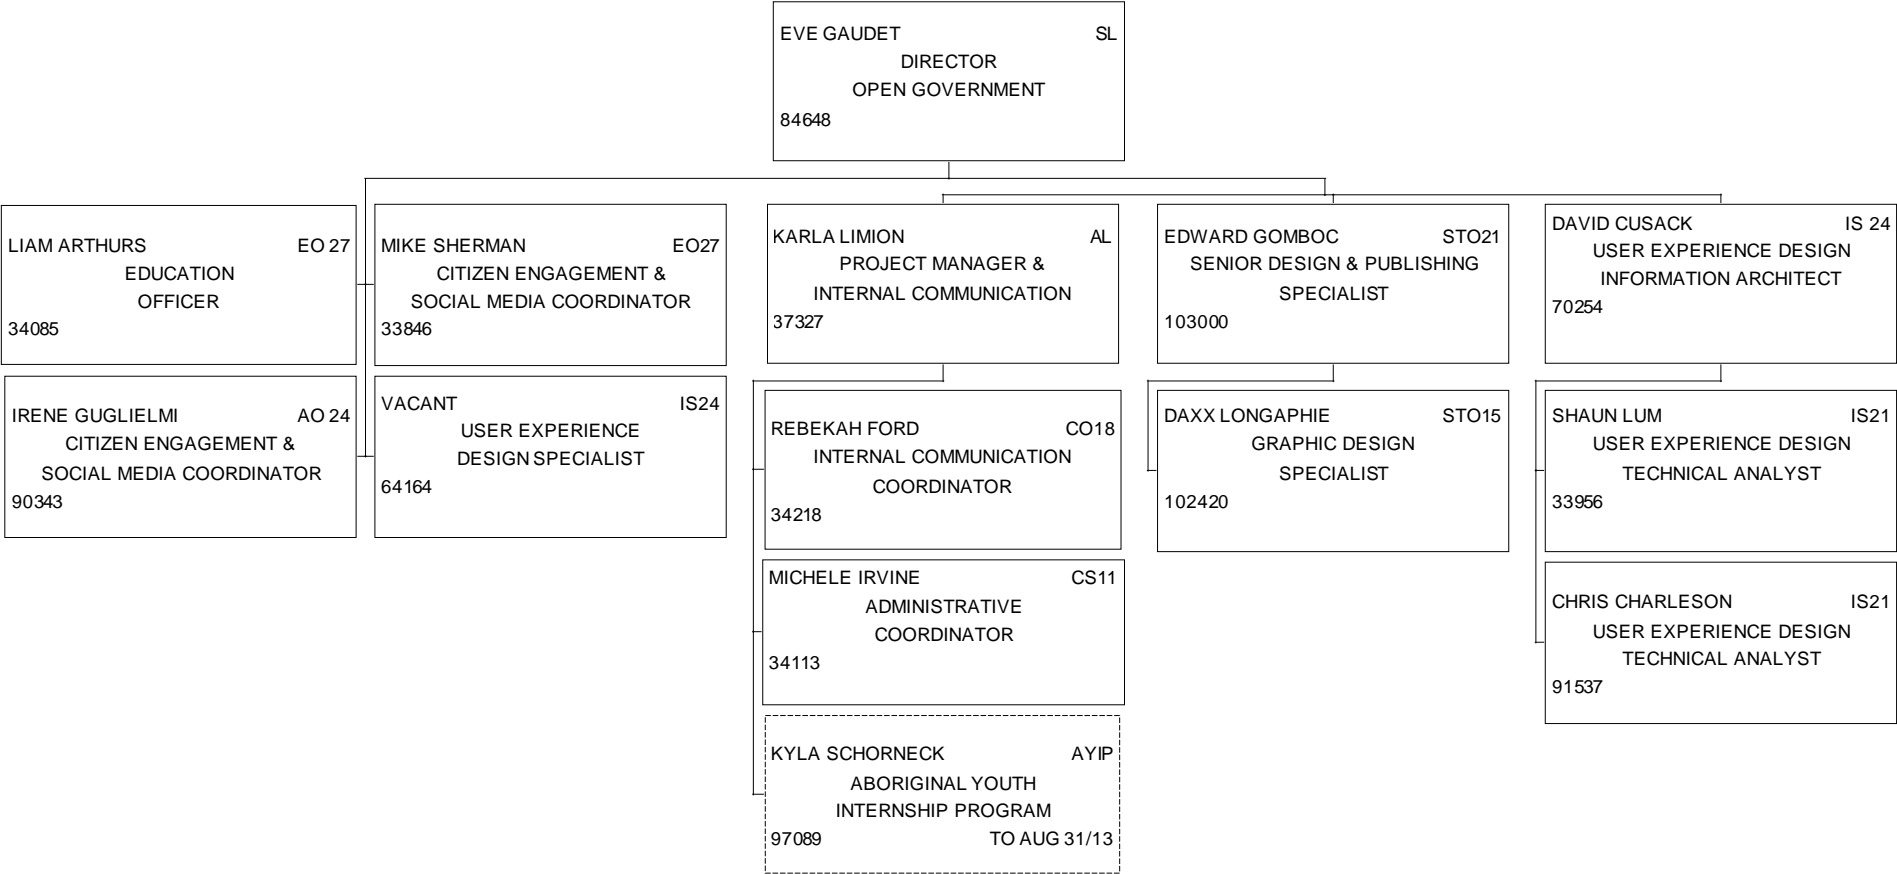 EVE GAUDET SL
DIRECTOR
OPEN GOVERNMENT
84648
LIAM ARTHURS EO 27
EDUCATION
OFFICER
34085
MIKE SHERMAN EO27
CITIZEN ENGAGEMENT &
SOCIAL MEDIA COORDINATOR
33846
KARLA LIMION AL
PROJECT MANAGER &
INTERNAL COMMUNICATION
37327
EDWARD GOMBOC STO21
SENIOR DESIGN & PUBLISHING
SPECIALIST
103000
DAVID CUSACK IS 24
USER EXPERIENCE DESIGN
INFORMATION ARCHITECT
70254
IRENE GUGLIELMI AO 24
CITIZEN ENGAGEMENT &
SOCIAL MEDIA COORDINATOR
90343
VACANT IS24
USER EXPERIENCE
DESIGN SPECIALIST
64164
REBEKAH FORD CO18
INTERNAL COMMUNICATION
COORDINATOR
34218
DAXX LONGAPHIE STO15
GRAPHIC DESIGN
SPECIALIST
102420
SHAUN LUM IS21
USER EXPERIENCE DESIGN
TECHNICAL ANALYST
33956
MICHELE IRVINE CS11
ADMINISTRATIVE
COORDINATOR
34113
CHRIS CHARLESON IS21
USER EXPERIENCE DESIGN
TECHNICAL ANALYST
91537
KYLA SCHORNECK AYIP
ABORIGINAL YOUTH
INTERNSHIP PROGRAM
97089 TO AUG 31/13